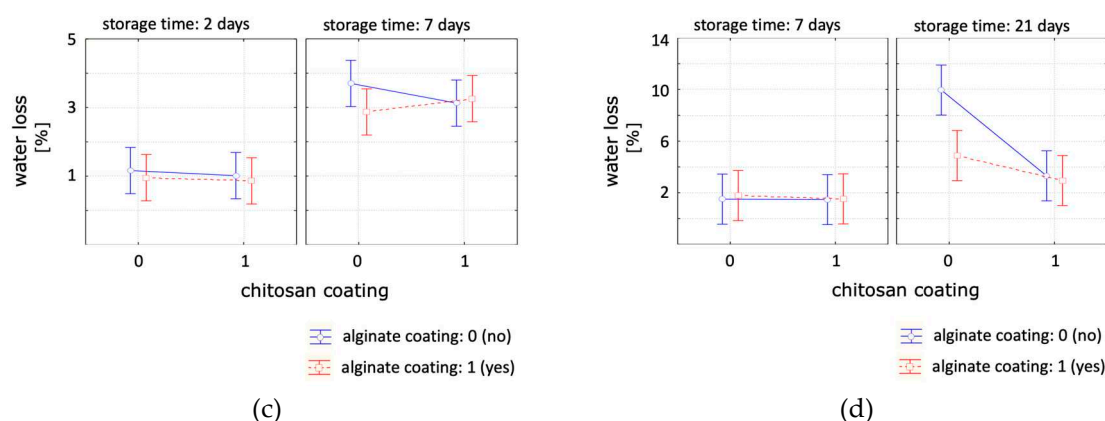 storage time: 2 days
storage time: 7 days
5
3
1
water loss
[%]
0
1
0
1
chitosan coating
alginate coating: 0 (no)
alginate coating: 1 (yes)
(c)
storage time: 7 days
storage time: 21 days
14
10
6
2
water loss
[%]
0
1
0
1
chitosan coating
alginate coating: 0 (no)
alginate coating: 1 (yes)
(d)